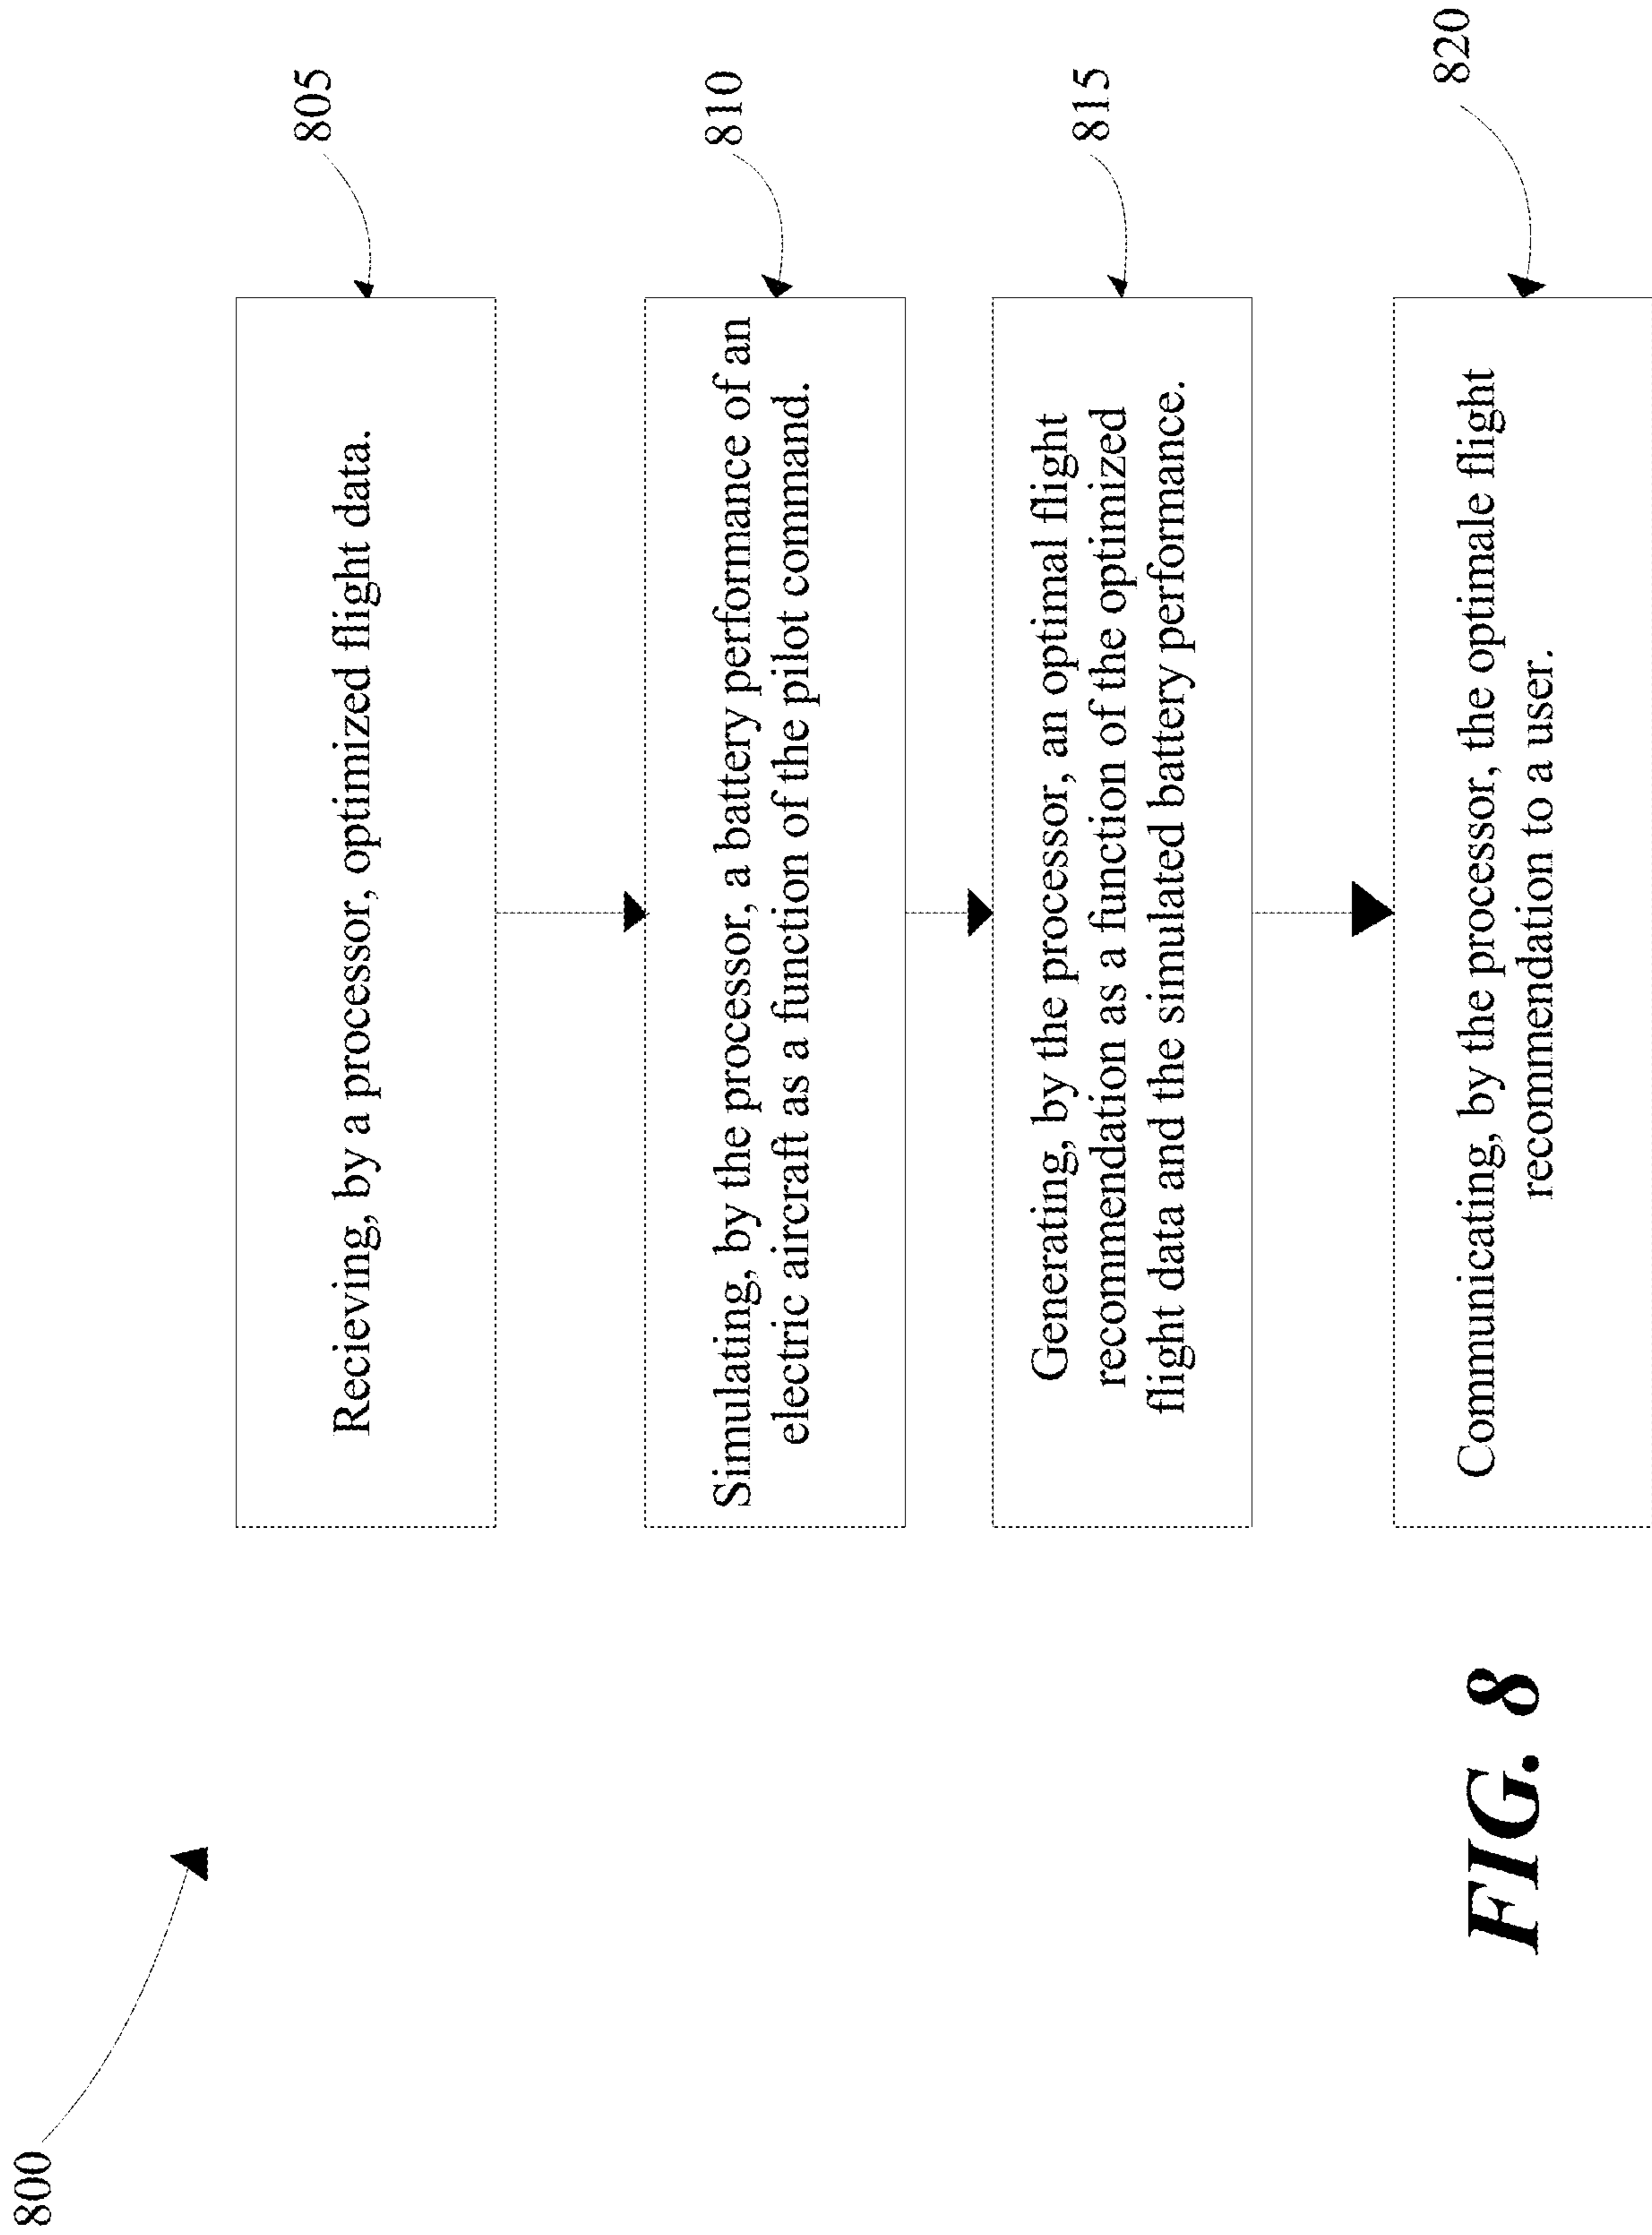 800
805
Recieving, by a processor, optimized flight data.
810
Simulating, by the processor, a battery performance of an
electric aircraft as a function of the pilot command.
815
Generating, by the processor, an optimal flight
recommendation as a function of the optimized
flight data and the simulated battery performance.
820
Communicating, by the processor, the optimale flight
recommendation to a user.
FIG. 8